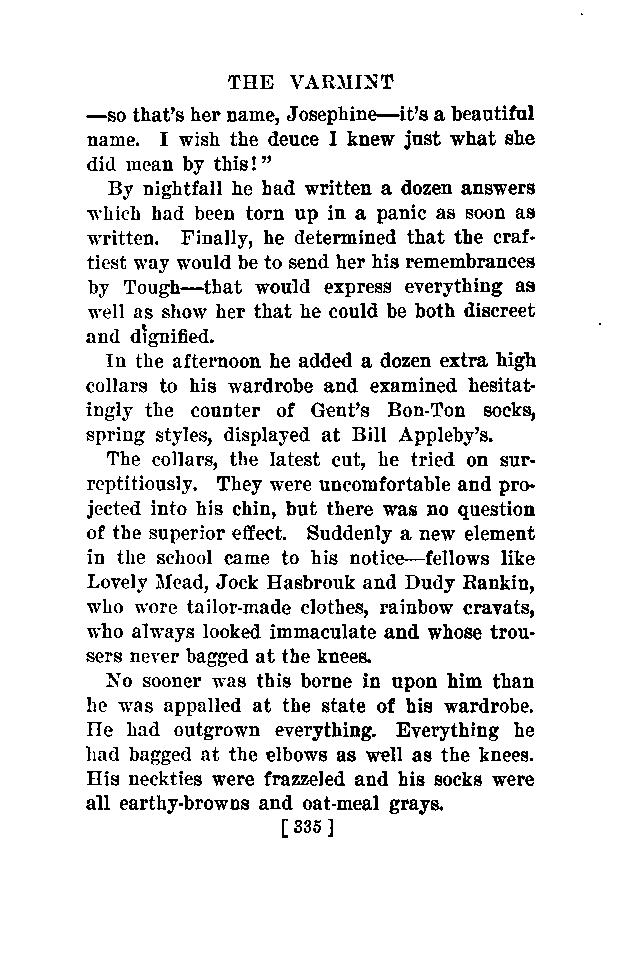 THE VARMINT
—so that's her name, Josephine—it's a beautiful
name. I wish the deuce I knew just what she
did mean by this!"
By nightfall he had written a dozen answers
which had been torn up in a panic as soon as
written. Finally, he determined that the craf-
tiest way would be to send her his remembrances
by Tough—that would express everything as
well as show her that he could be both discreet
and dignified.
In the afternoon he added a dozen extra high
collars to his wardrobe and examined hesitat-
ingly the counter of Gent's Bon-Ton socks,
spring styles, displayed at Bill Appleby's.
The collars, the latest cut, he tried on sur-
reptitiously. They were uncomfortable and pro-
jected into his chin, but there was no question
of the superior effect. Suddenly a new element
in the school came to his notice—fellows like
Lovely Mead, Jock Hasbrouk and Dudy Rankin,
who wore tailor-made clothes, rainbow cravats,
who always looked immaculate and whose trou-
sers never bagged at the knees.
No sooner was this borne in upon him than
he was appalled at the state of his wardrobe.
He had outgrown everything. Everything he
had bagged at the elbows as well as the knees.
His neckties were frazzeled and his socks were
all earthy-browns and oat-meal grays.
[ 335 ]